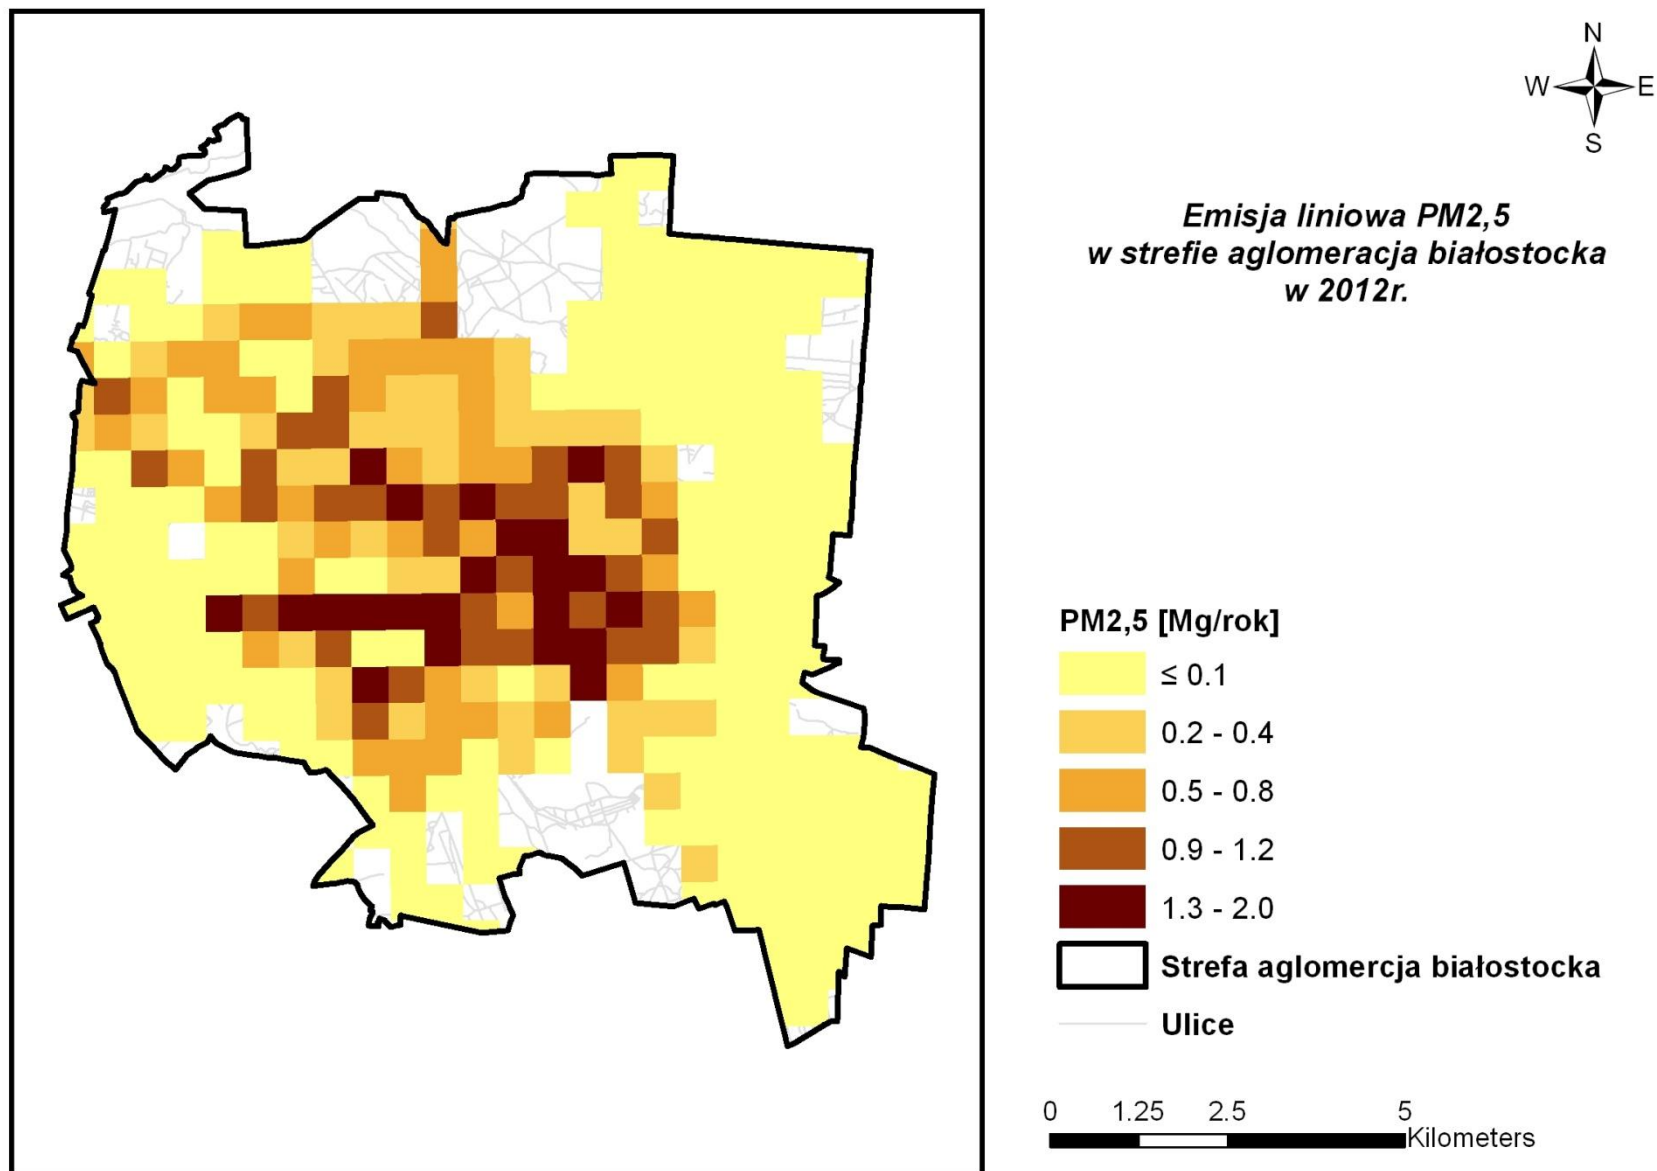 N
W E
S
Emisja liniowa PM2,5
w strefie aglomeracja białostocka
w 2012r.
PM2,5 [Mg/rok]
≤ 0.1
0.2 - 0.4
0.5 - 0.8
0.9 - 1.2
1.3 - 2.0
Strefa aglomercja białostocka
Ulice
0 1.25 2.5 5
Kilometers